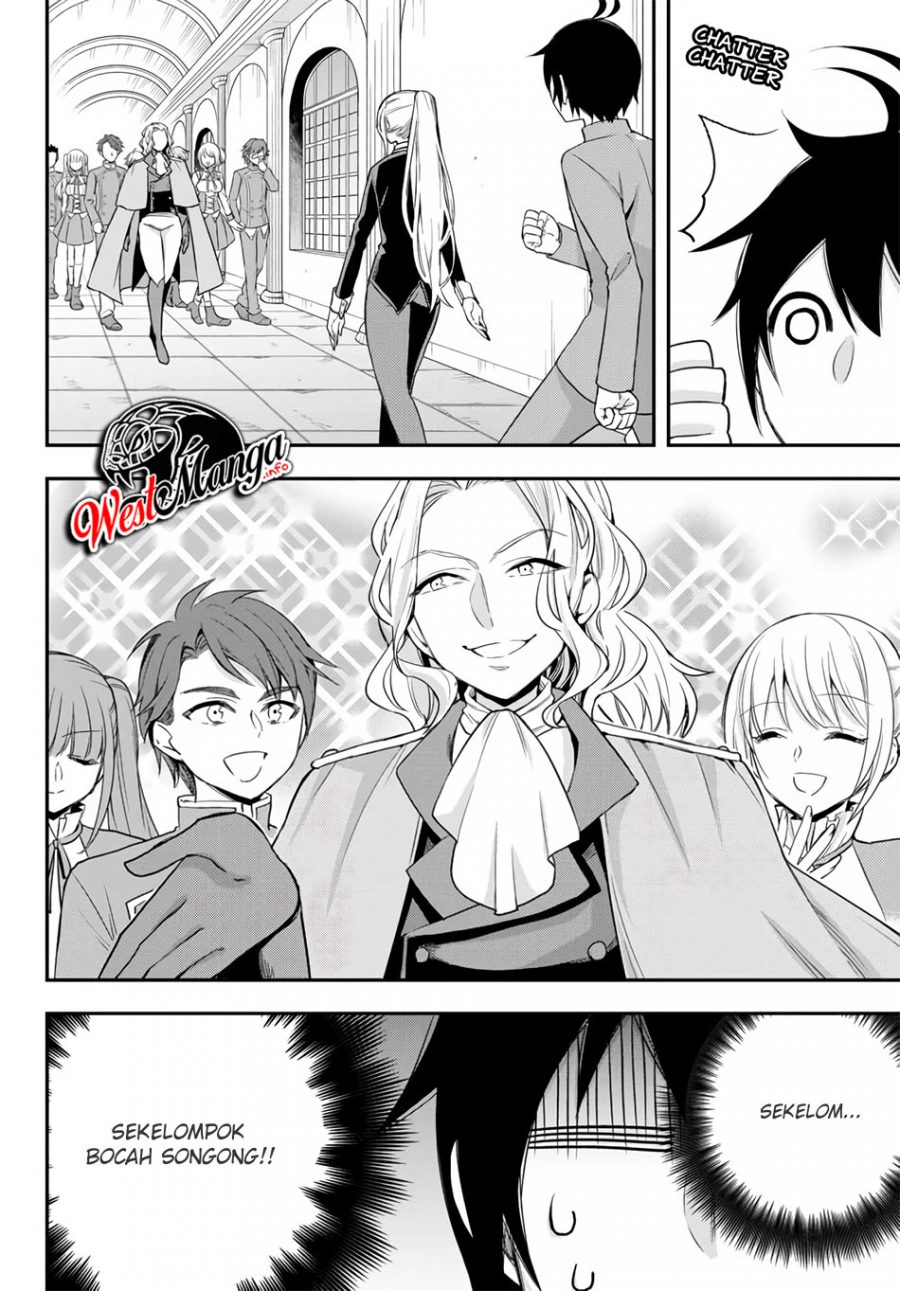 CHATTER
CHATTER
WestManga
.info
SEKELOM...
SEKELOMPOK
BOCAH SONGONG!!